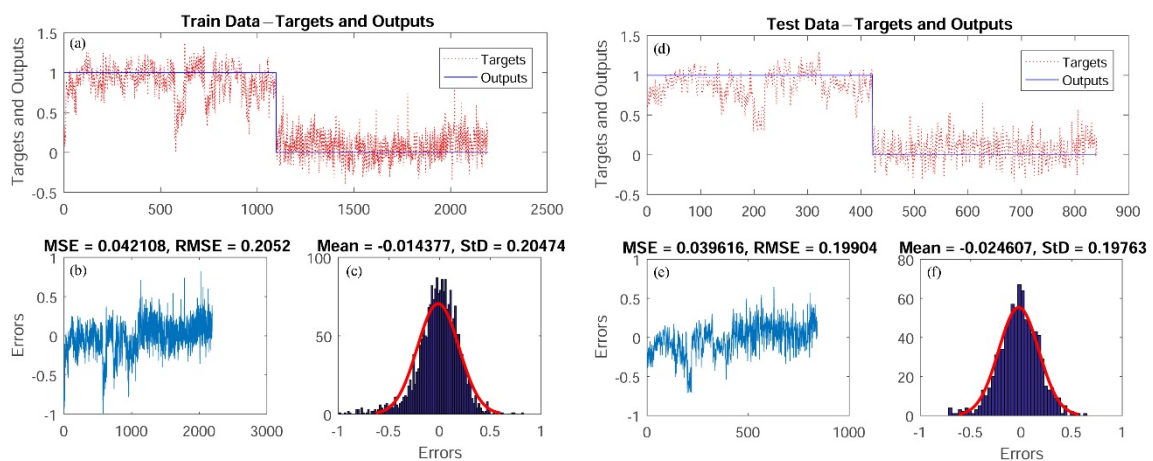 Train Data–Targets and Outputs
(a)
Targets
Outputs
Targets and Outputs
1.5
1
0.5
0
-0.5
0 500 1000 1500 2000 2500
MSE = 0.042108, RMSE = 0.2052
(b)
Errors
1
0.5
0
-0.5
-1
0 1000 2000 3000
Mean = -0.014377, StD = 0.20474
(c)
100
50
0
-1 -0.5 0 0.5 1
Errors
Test Data–Targets and Outputs
(d)
Targets
Outputs
Targets and Outputs
1.5
1
0.5
0
-0.5
0 100 200 300 400 500 600 700 800 900
MSE = 0.039616, RMSE = 0.19904
(e)
Errors
1
0.5
0
-0.5
-1
0 500 1000
Mean = -0.024607, StD = 0.19763
(f)
80
60
40
20
0
-1 -0.5 0 0.5 1
Errors